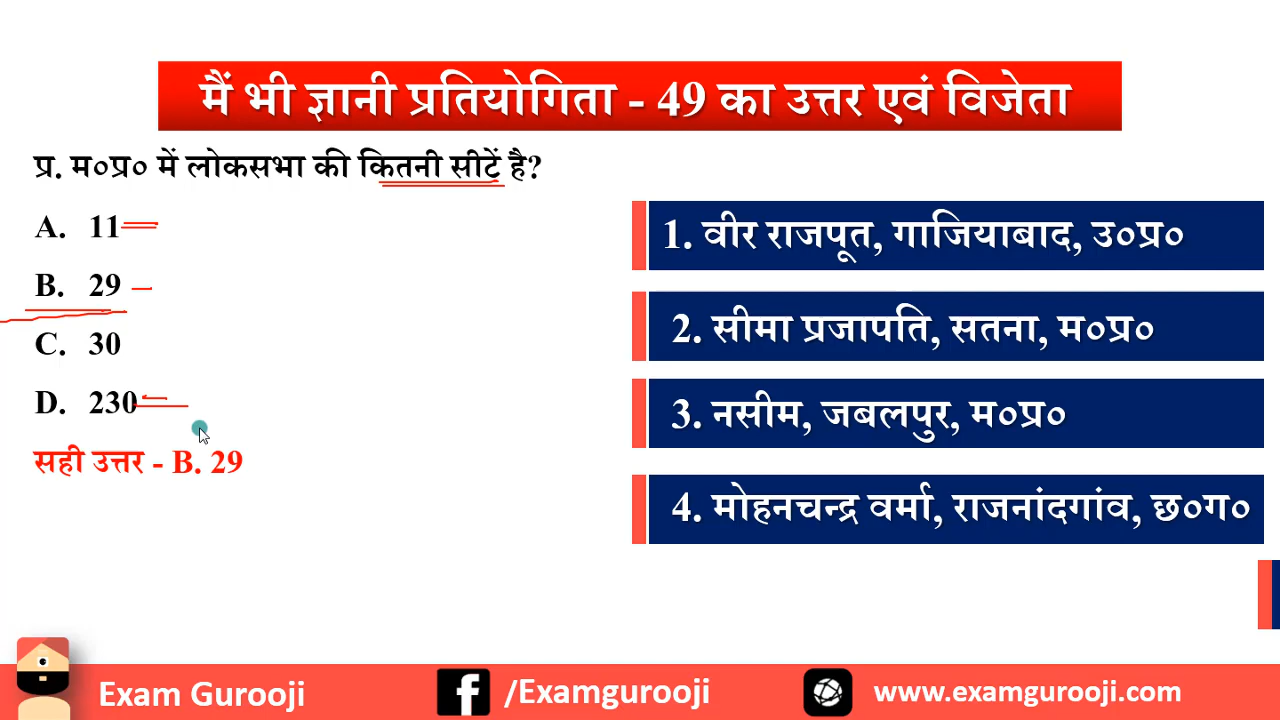 मैं भी ज्ञानी प्रतियोगिता - 49 का उत्तर एवं विजेता
प्र. म०प्र० में लोकसभा की कितनी सीटें है?
A. 11
B. 29
C. 30
D. 230
सही उत्तर - B. 29
1. वीर राजपूत, गाजियाबाद, उ०प्र०
2. सीमा प्रजापति, सतना, म०प्र०
3. नसीम, जबलपुर, म०प्र०
4. मोहनचन्द्र वर्मा, राजनांदगांव, छ०ग०
Exam Gurooji
/Examgurooji
www.examgurooji.com